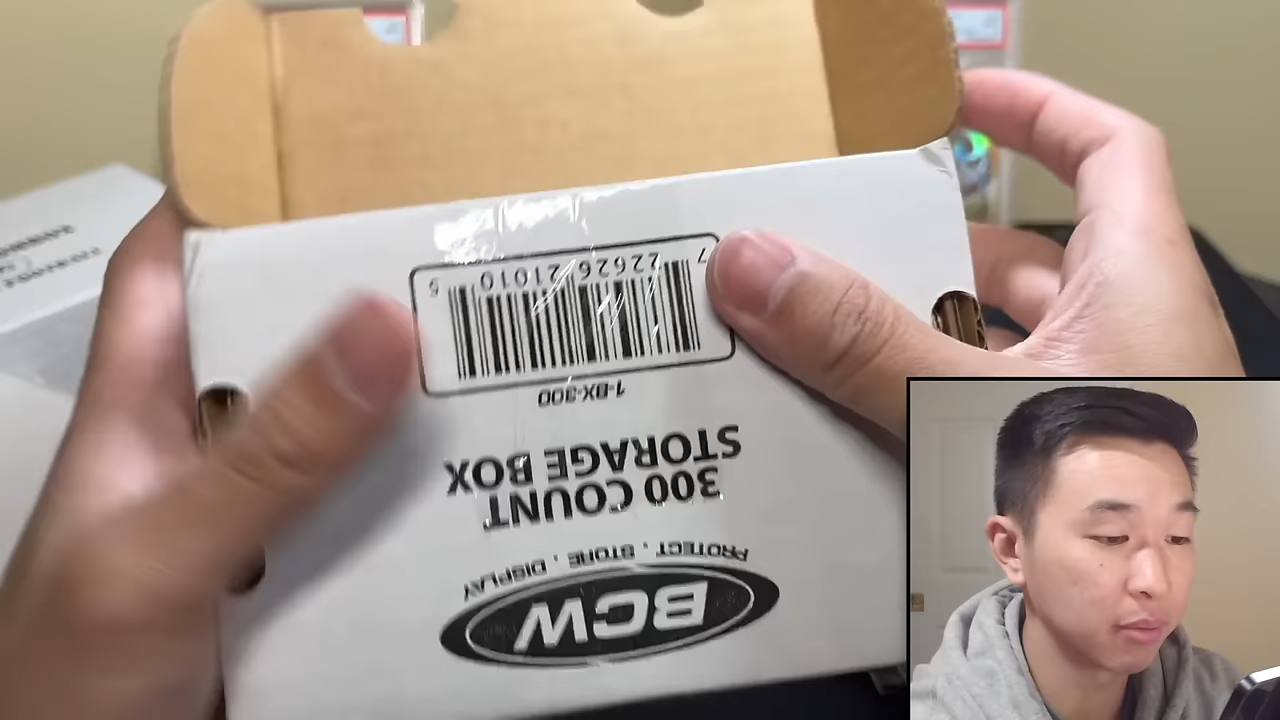 BCW
PROTECT . STORE . DISPLAY
300 COUNT
STORAGE BOX
1-BX-300
7 22626 21010 5